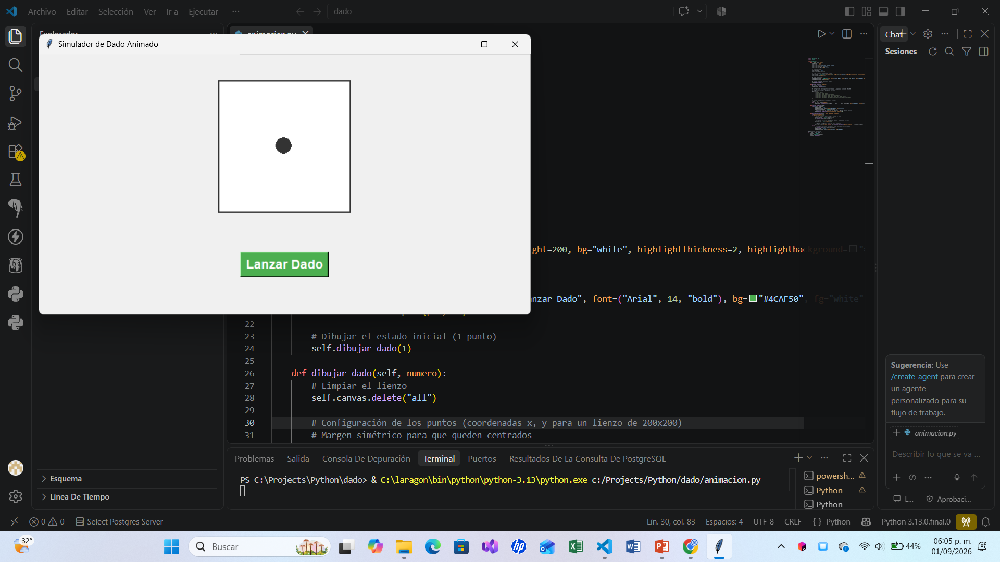 Archivo Editar Selección Ver Ir a Ejecutar ···
dado
Explorador
animacion.py
Simulador de Dado Animado
Lanzar Dado
Chat
Sesiones
ght=200, bg="white", highlightthickness=2, highlightbackground="
nzar Dado", font=("Arial", 14, "bold"), bg="#4CAF50", fg="white"
22
23 # Dibujar el estado inicial (1 punto)
24 self.dibujar_dado(1)
25
26 def dibujar_dado(self, numero):
27 # Limpiar el lienzo
28 self.canvas.delete("all")
29
30 # Configuración de los puntos (coordenadas x, y para un lienzo de 200x200)
31 # Margen simétrico para que queden centrados
Sugerencia: Use
/create-agent para crear
un agente
personalizado para su
flujo de trabajo.
animacion.py
Describir lo que se va ...
L... Aprobaci...
Esquema
Línea De Tiempo
Problemas Salida Consola De Depuración Terminal Puertos Resultados De La Consulta De PostgreSQL
PS C:\Projects\Python\dado> & C:\laragon\bin\python\python-3.13\python.exe c:/Projects/Python/dado/animacion.py
powersh...
Python
Python
0 0 Select Postgres Server
Lín. 30, col. 83 Espacios: 4 UTF-8 CRLF { } Python Python 3.13.0.final.0
32°
Buscar
44%
06:05 p. m.
01/09/2026